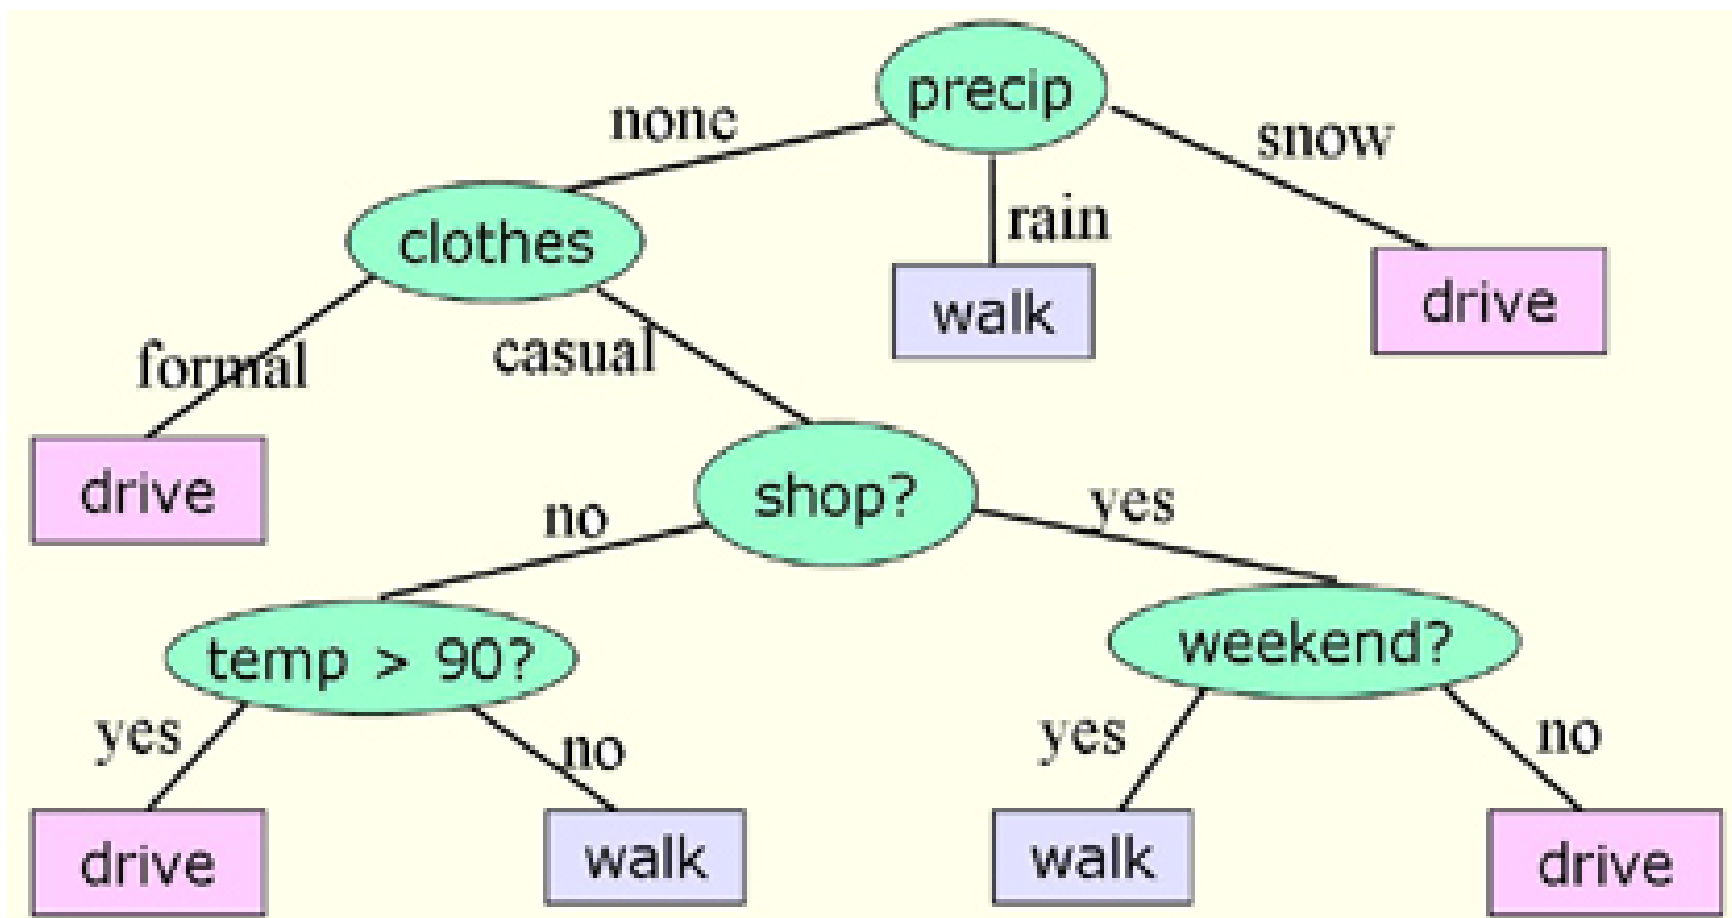 precip
none
snow
rain
clothes
walk
drive
formal
casual
drive
shop?
no
yes
temp > 90?
weekend?
yes
no
yes
no
drive
walk
walk
drive